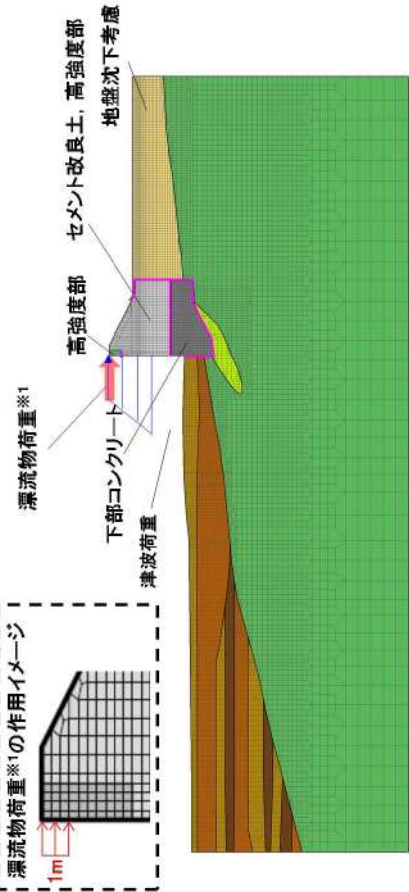 漂流物荷重※1の作用イメージ
1m
漂流物荷重※1
高強度部
セメント改良土, 高強度部
地盤沈下考慮
下部コンクリート
津波荷重